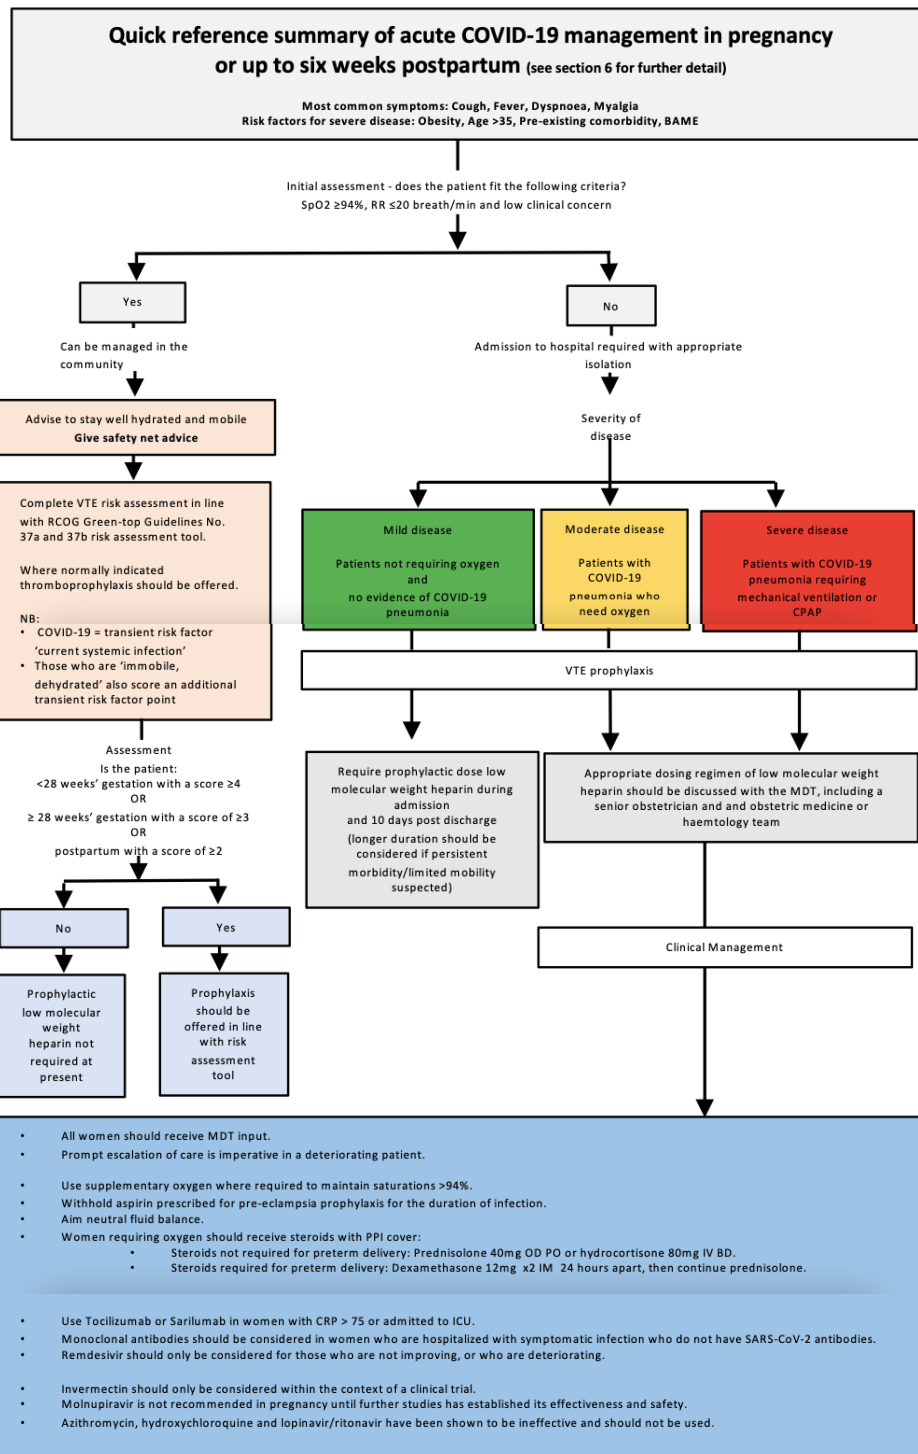 Quick reference summary of acute COVID-19 management in pregnancy
or up to six weeks postpartum (see section 6 for further detail)
Most common symptoms: Cough, Fever, Dyspnoea, Myalgia
Risk factors for severe disease: Obesity, Age >35, Pre-existing comorbidity, BAME
Initial assessment - does the patient fit the following criteria?
SpO2 ≥94%, RR ≤20 breath/min and low clinical concern
Yes
Can be managed in the
community
Advise to stay well hydrated and mobile
Give safety net advice
Complete VTE risk assessment in line
with RCOG Green-top Guidelines No.
37a and 37b risk assessment tool.
Where normally indicated
thromboprophylaxis should be offered.
NB:
• COVID-19 = transient risk factor
‘current systemic infection’
• Those who are ‘immobile,
dehydrated’ also score an additional
transient risk factor point
Assessment
Is the patient:
<28 weeks’ gestation with a score ≥4
OR
≥ 28 weeks’ gestation with a score of ≥3
OR
postpartum with a score of ≥2
No
Prophylactic
low molecular
weight
heparin not
required at
present
Yes
Prophylaxis
should be
offered in line
with risk
assessment
tool
No
Admission to hospital required with appropriate
isolation
Severity of
disease
Mild disease
Patients not requiring oxygen
and
no evidence of COVID-19
pneumonia
Moderate disease
Patients with
COVID-19
pneumonia who
need oxygen
Severe disease
Patients with COVID-19
pneumonia requiring
mechanical ventilation or
CPAP
VTE prophylaxis
Require prophylactic dose low
molecular weight heparin during
admission
and 10 days post discharge
(longer duration should be
considered if persistent
morbidity/limited mobility
suspected)
Appropriate dosing regimen of low molecular weight
heparin should be discussed with the MDT, including a
senior obstetrician and and obstetric medicine or
haemtology team
Clinical Management
• All women should receive MDT input.
• Prompt escalation of care is imperative in a deteriorating patient.
• Use supplementary oxygen where required to maintain saturations >94%.
• Withhold aspirin prescribed for pre-eclampsia prophylaxis for the duration of infection.
• Aim neutral fluid balance.
• Women requiring oxygen should receive steroids with PPI cover:
• Steroids not required for preterm delivery: Prednisolone 40mg OD PO or hydrocortisone 80mg IV BD.
• Steroids required for preterm delivery: Dexamethasone 12mg x2 IM 24 hours apart, then continue prednisolone.
• Use Tocilizumab or Sarilumab in women with CRP > 75 or admitted to ICU.
• Monoclonal antibodies should be considered in women who are hospitalized with symptomatic infection who do not have SARS-CoV-2 antibodies.
• Remdesivir should only be considered for those who are not improving, or who are deteriorating.
• Invermectin should only be considered within the context of a clinical trial.
• Molnupiravir is not recommended in pregnancy until further studies has established its effectiveness and safety.
• Azithromycin, hydroxychloroquine and lopinavir/ritonavir have been shown to be ineffective and should not be used.